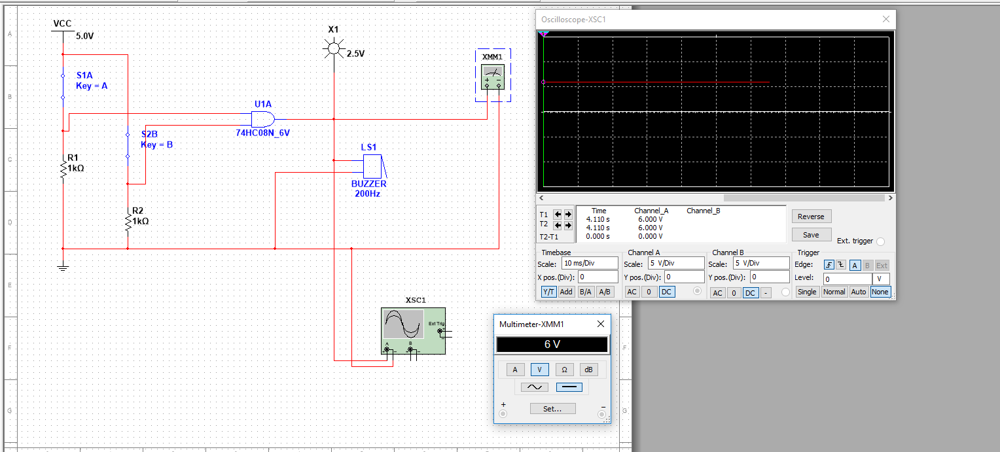 VCC
5.0V
S1A
Key = A
S2B
Key = B
R1
1kΩ
R2
1kΩ
U1A
74HC08N_6V
X1
2.5V
LS1
BUZZER
200Hz
XMM1
+ −
XSC1
Ext Trig
+
−
A
B
+ − + −
A
B
C
D
E
F
G
F
G
Oscilloscope-XSC1
T1
T2
T2-T1
Time Channel_A Channel_B
4.110 s 6.000 V
4.110 s 6.000 V
0.000 s 0.000 V
Reverse
Save
Ext. trigger
Timebase
Scale: 10 ms/Div
X pos.(Div): 0
Y/T Add B/A A/B
Channel A
Scale: 5 V/Div
Y pos.(Div): 0
AC 0 DC
Channel B
Scale: 5 V/Div
Y pos.(Div): 0
AC 0 DC -
Trigger
Edge: A B Ext
Level: 0 V
Single Normal Auto None
Multimeter-XMM1
6 V
A V Ω dB
+ Set... −